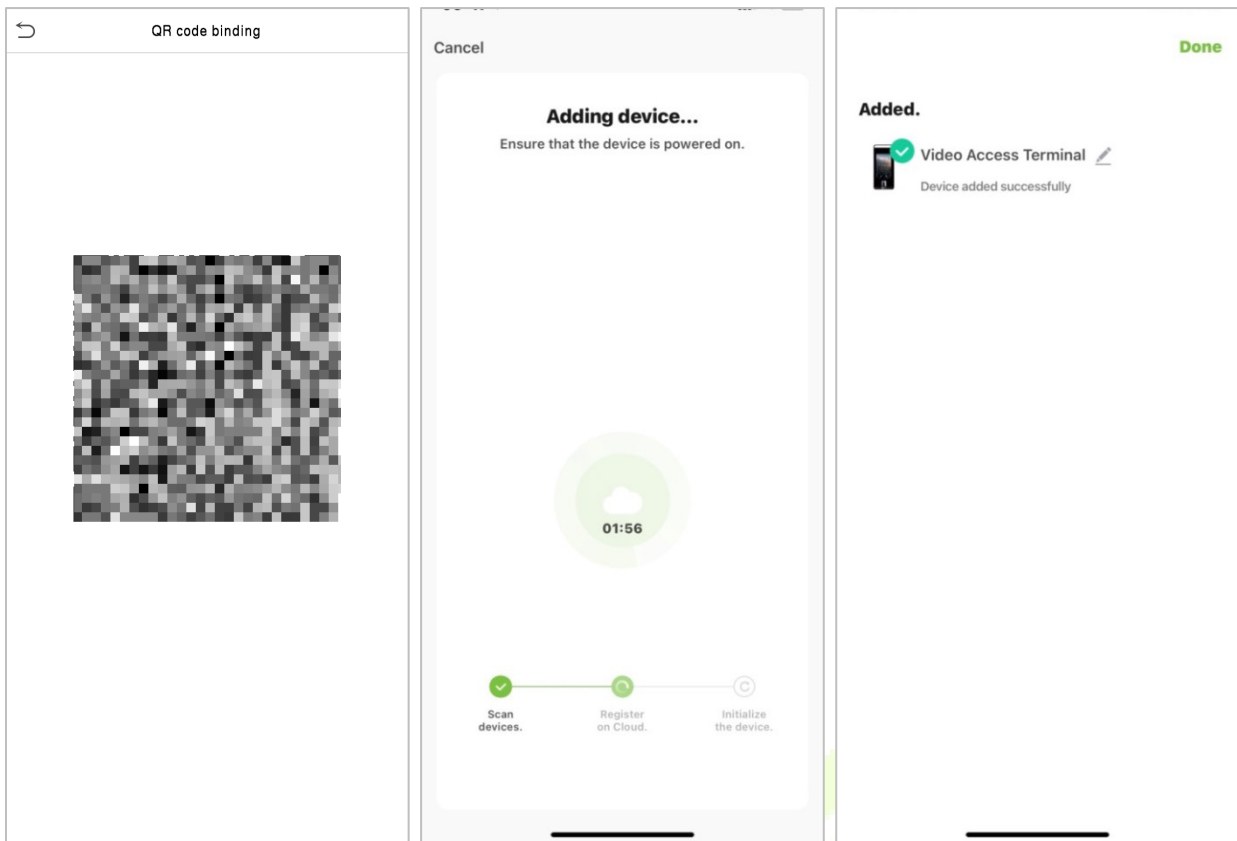 QR code binding
Cancel
Adding device...
Ensure that the device is powered on.
01:56
Scan
devices.
Register
on Cloud.
Initialize
the device.
Done
Added.
Video Access Terminal
Device added successfully